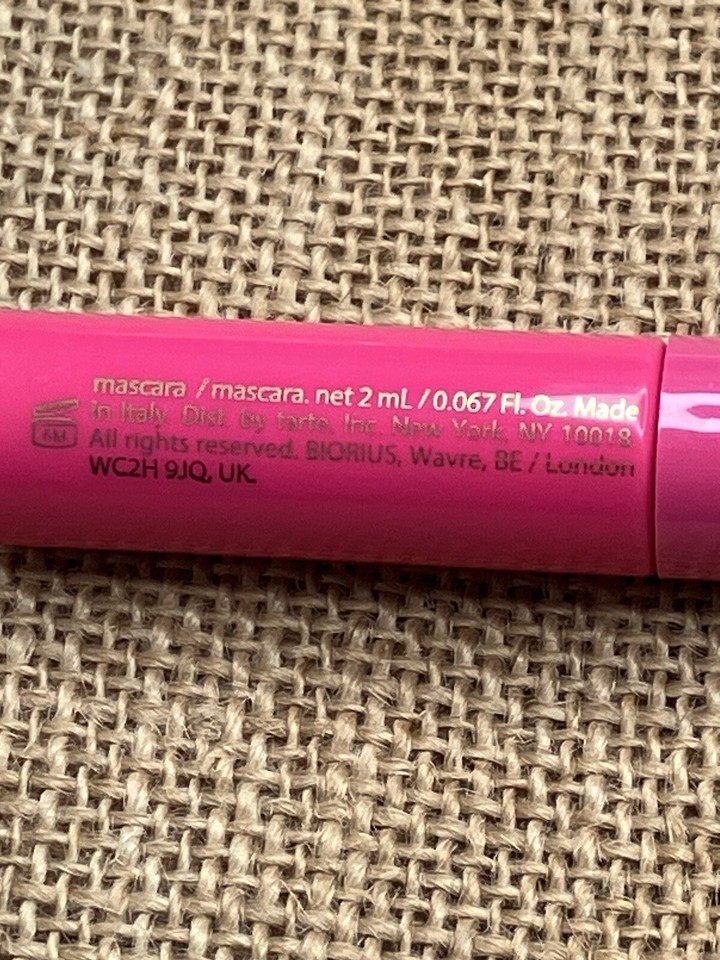 mascara / mascara. net 2 mL / 0.067 Fl. Oz. Made
in Italy. Dist. by tarte, Inc. New York, NY 10018
6M
All rights reserved. BIORIUS, Wavre, BE / London
WC2H 9JQ, UK.